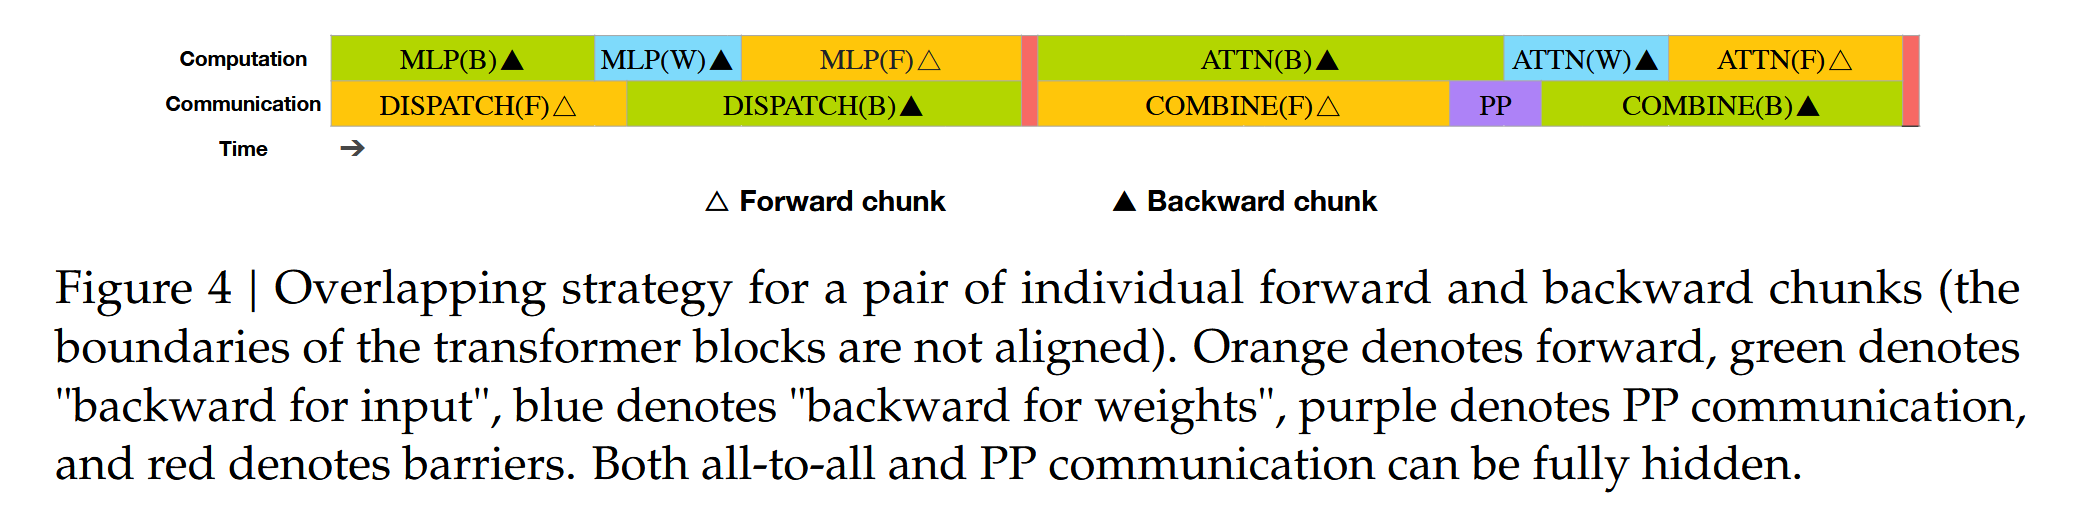 Computation MLP(B)▲ MLP(W)▲ MLP(F)△ ATTN(B)▲ ATTN(W)▲ ATTN(F)△
Communication DISPATCH(F)△ DISPATCH(B)▲ COMBINE(F)△ PP COMBINE(B)▲
Time ➔
△ Forward chunk ▲ Backward chunk
Figure 4 | Overlapping strategy for a pair of individual forward and backward chunks (the
boundaries of the transformer blocks are not aligned). Orange denotes forward, green denotes
"backward for input", blue denotes "backward for weights", purple denotes PP communication,
and red denotes barriers. Both all-to-all and PP communication can be fully hidden.